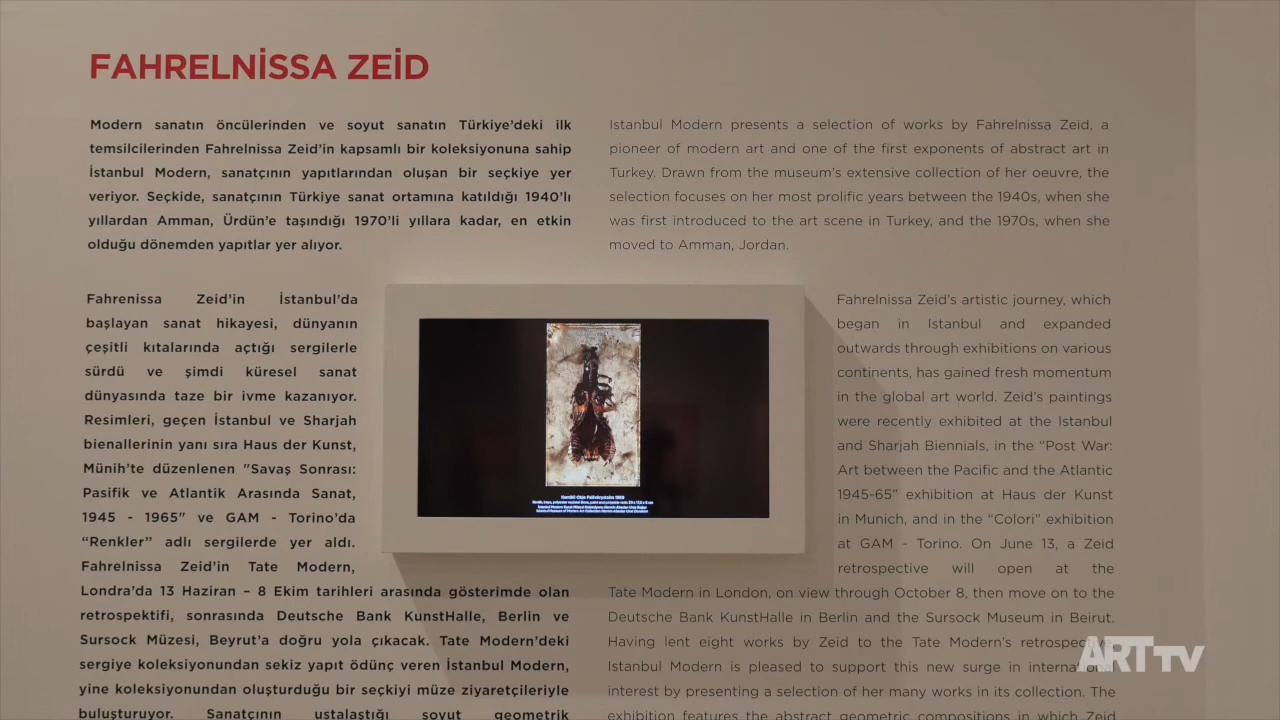 FAHRELNİSSA ZEİD
Modern sanatın öncülerinden ve soyut sanatın Türkiye'deki ilk
temsilcilerinden Fahrelnissa Zeid'in kapsamlı bir koleksiyonuna sahip
İstanbul Modern, sanatçının yapıtlarından oluşan bir seçkiye yer
veriyor. Seçkide, sanatçının Türkiye sanat ortamına katıldığı 1940'lı
yıllardan Amman, Ürdün'e taşındığı 1970'li yıllara kadar, en etkin
olduğu dönemden yapıtlar yer alıyor.
Fahrenissa Zeid'in İstanbul'da
başlayan sanat hikayesi, dünyanın
çeşitli kıtalarında açtığı sergilerle
sürdü ve şimdi küresel sanat
dünyasında taze bir ivme kazanıyor.
Resimleri, geçen İstanbul ve Sharjah
bienallerinin yanı sıra Haus der Kunst,
Münih'te düzenlenen "Savaş Sonrası:
Pasifik ve Atlantik Arasında Sanat,
1945 - 1965" ve GAM - Torino'da
"Renkler" adlı sergilerde yer aldı.
Fahrelnissa Zeid'in Tate Modern,
Londra'da 13 Haziran – 8 Ekim tarihleri arasında gösterimde olan
retrospektifi, sonrasında Deutsche Bank KunstHalle, Berlin ve
Sursock Müzesi, Beyrut'a doğru yola çıkacak. Tate Modern'deki
sergiye koleksiyonundan sekiz yapıt ödünç veren İstanbul Modern,
yine koleksiyonundan oluşturduğu bir seçkiyi müze ziyaretçileriyle
buluşturuyor. Sanatçının ustalaştığı soyut geometrik
Istanbul Modern presents a selection of works by Fahrelnissa Zeid, a
pioneer of modern art and one of the first exponents of abstract art in
Turkey. Drawn from the museum's extensive collection of her oeuvre, the
selection focuses on her most prolific years between the 1940s, when she
was first introduced to the art scene in Turkey, and the 1970s, when she
moved to Amman, Jordan.
Fahrelnissa Zeid's artistic journey, which
began in Istanbul and expanded
outwards through exhibitions on various
continents, has gained fresh momentum
in the global art world. Zeid's paintings
were recently exhibited at the Istanbul
and Sharjah Biennials, in the "Post War:
Art between the Pacific and the Atlantic
1945-65" exhibition at Haus der Kunst
in Munich, and in the "Colori" exhibition
at GAM - Torino. On June 13, a Zeid
retrospective will open at the
Tate Modern in London, on view through October 8, then move on to the
Deutsche Bank KunstHalle in Berlin and the Sursock Museum in Beirut.
Having lent eight works by Zeid to the Tate Modern's retrospective,
Istanbul Modern is pleased to support this new surge in international
interest by presenting a selection of her many works in its collection. The
exhibition features the abstract geometric compositions in which Zeid
ART TV